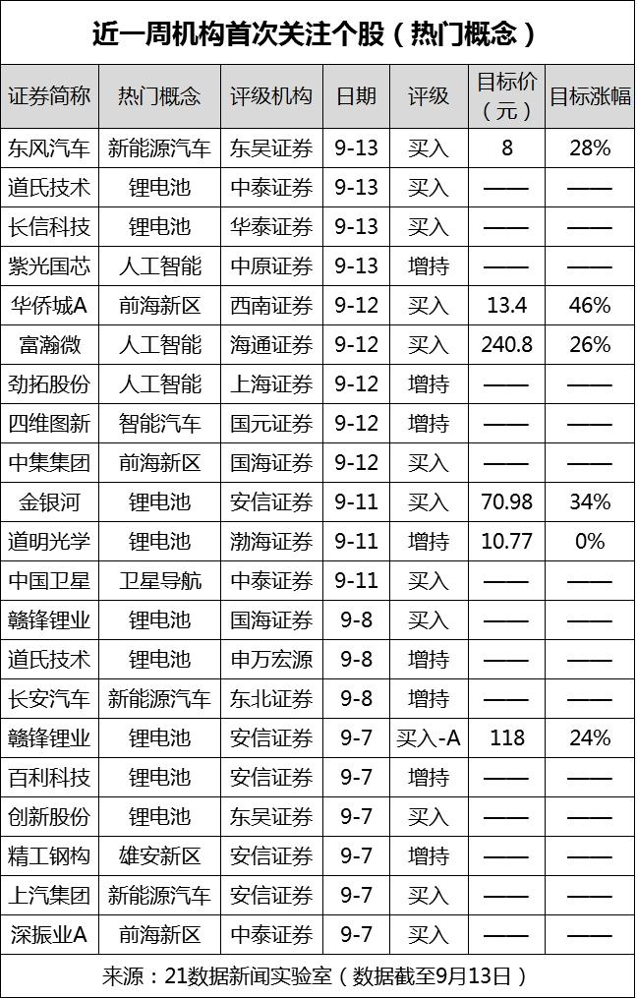 近一周机构首次关注个股（热门概念）
证券简称 热门概念 评级机构 日期 评级 目标价（元） 目标涨幅
东风汽车 新能源汽车 东吴证券 9-13 买入 8 28%
道氏技术 锂电池 中泰证券 9-13 买入 —— ——
长信科技 锂电池 华泰证券 9-13 买入 —— ——
紫光国芯 人工智能 中原证券 9-13 增持 —— ——
华侨城A 前海新区 西南证券 9-12 买入 13.4 46%
富瀚微 人工智能 海通证券 9-12 买入 240.8 26%
劲拓股份 人工智能 上海证券 9-12 增持 —— ——
四维图新 智能汽车 国元证券 9-12 增持 —— ——
中集集团 前海新区 国海证券 9-12 买入 —— ——
金银河 锂电池 安信证券 9-11 买入 70.98 34%
道明光学 锂电池 渤海证券 9-11 增持 10.77 0%
中国卫星 卫星导航 中泰证券 9-11 买入 —— ——
赣锋锂业 锂电池 国海证券 9-8 买入 —— ——
道氏技术 锂电池 申万宏源 9-8 增持 —— ——
长安汽车 新能源汽车 东北证券 9-8 增持 —— ——
赣锋锂业 锂电池 安信证券 9-7 买入-A 118 24%
百利科技 锂电池 安信证券 9-7 增持 —— ——
创新股份 锂电池 东吴证券 9-7 买入 —— ——
精工钢构 雄安新区 安信证券 9-7 增持 —— ——
上汽集团 新能源汽车 安信证券 9-7 买入 —— ——
深振业A 前海新区 中泰证券 9-7 买入 —— ——
来源：21数据新闻实验室（数据截至9月13日）